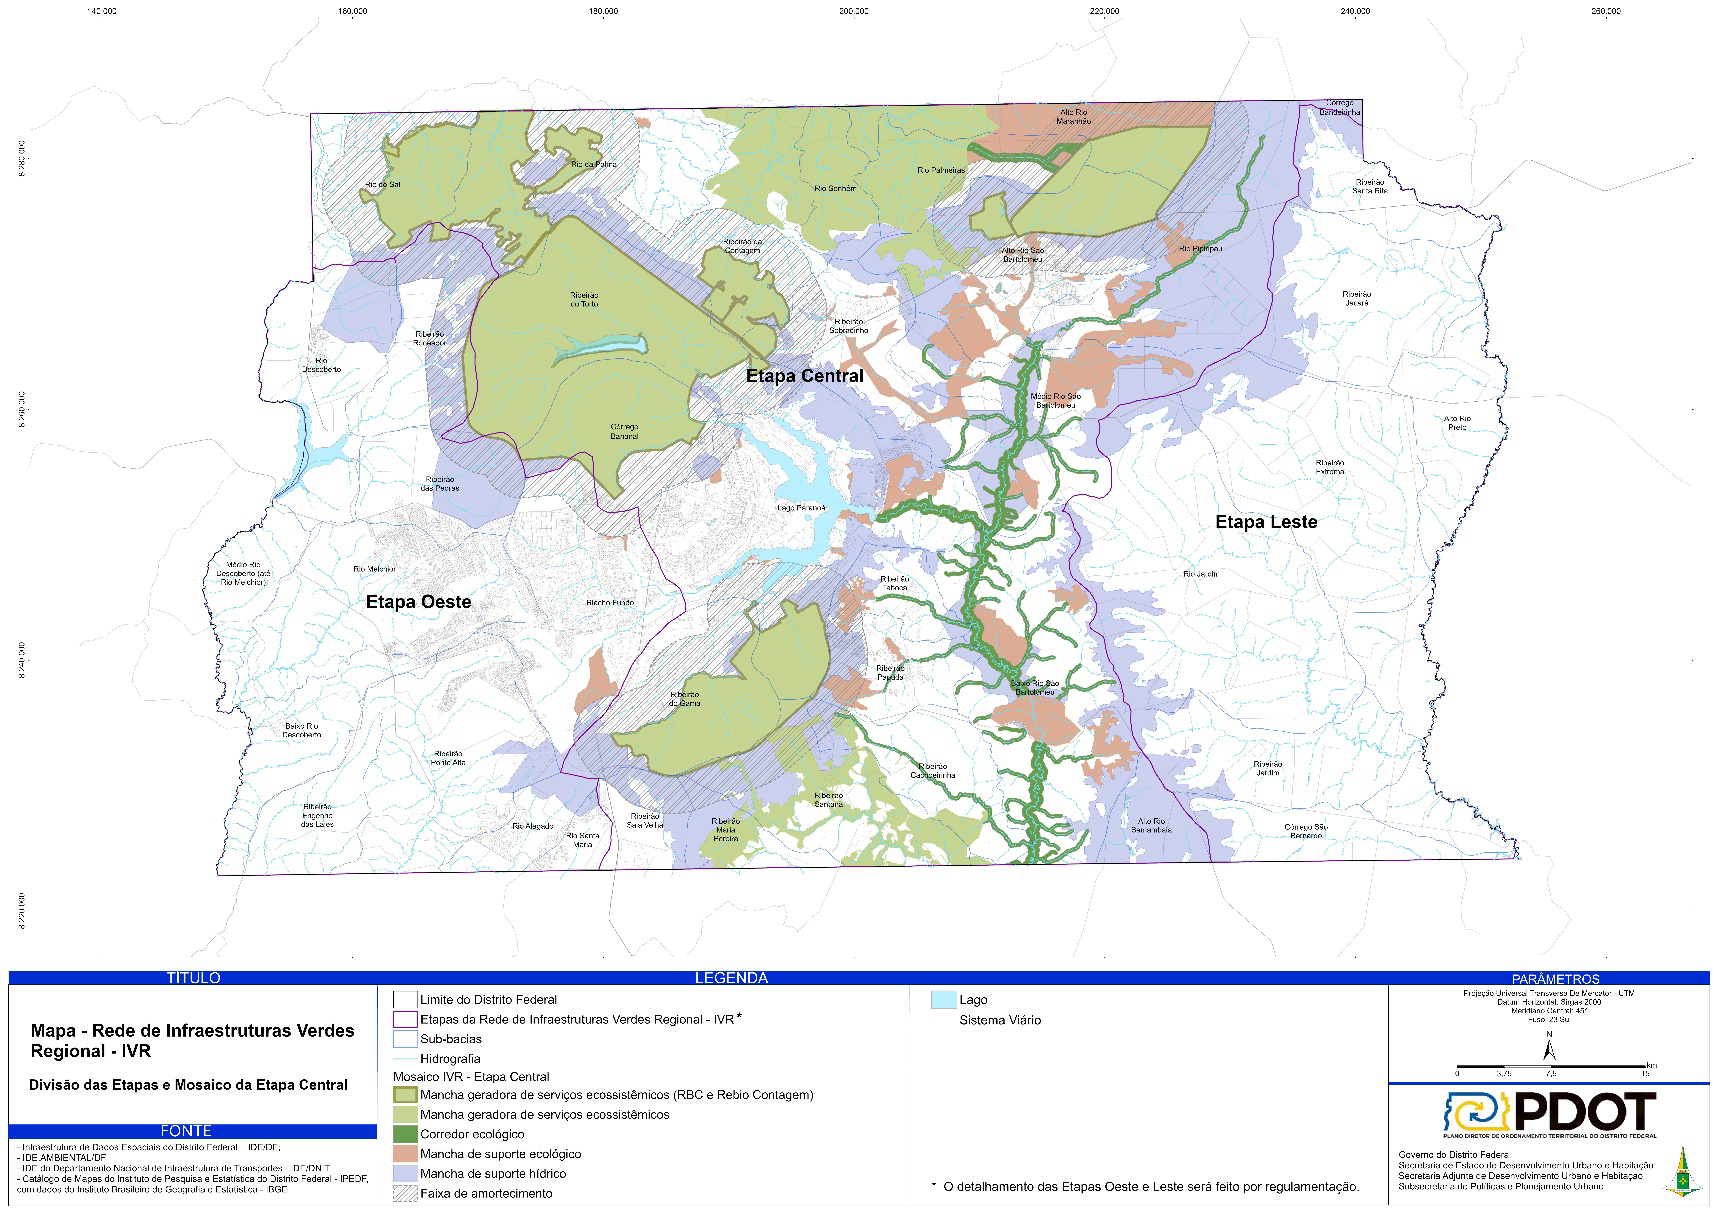 140.000
160.000
180.000
200.000
220.000
240.000
260.000
8.280.000
8.260.000
8.240.000
8.220.000
Córrego
Bandeirinha
Alto Rio
Maranhão
Rio da Palma
Rio do Sal
Rio Palmeiras
Rio Sonhém
Ribeirão
Santa Rita
Ribeirão da
Contagem
Alto Rio São
Bartolomeu
Rio Pipiripau
Ribeirão
do Torto
Ribeirão
Jacaré
Ribeirão
Sobradinho
Ribeirão
Rodeador
Rio
Descoberto
Etapa Central
Médio Rio São
Bartolomeu
Alto Rio
Preto
Córrego
Bananal
Ribeirão
Extrema
Ribeirão
das Pedras
Lago Paranoá
Etapa Leste
Médio Rio
Descoberto (até
Rio Melchior)
Rio Melchior
Ribeirão
Taboca
Rio Jardim
Etapa Oeste
Riacho Fundo
Ribeirão
Papuda
Baixo Rio São
Bartolomeu
Ribeirão
do Gama
Baixo Rio
Descoberto
Ribeirão
Ponte Alta
Ribeirão
Cachoeirinha
Ribeirão
Jardim
Ribeirão
Santana
Ribeirão
Engenho
das Lajes
Rio Alagado
Rio Santa
Maria
Ribeirão
Saia Velha
Ribeirão
Maria
Pereira
Alto Rio
Samambaia
Córrego São
Bernardo
TÍTULO
LEGENDA
PARÂMETROS
Mapa - Rede de Infraestruturas Verdes
Regional - IVR
Divisão das Etapas e Mosaico da Etapa Central
FONTE
- Infraestrutura de Dados Espaciais do Distrito Federal – IDE/DF;
- IDE.AMBIENTAL/DF
- IDE do Departamento Nacional de Infraestrutura de Transportes - IDE/DNIT
- Catálogo de Mapas do Instituto de Pesquisa e Estatística do Distrito Federal - IPEDF,
com dados do Instituto Brasileiro de Geografia e Estatística - IBGE
Limite do Distrito Federal
Etapas da Rede de Infraestruturas Verdes Regional - IVR *
Sub-bacias
Hidrografia
Mosaico IVR - Etapa Central
Mancha geradora de serviços ecossistêmicos (RBC e Rebio Contagem)
Mancha geradora de serviços ecossistêmicos
Corredor ecológico
Mancha de suporte ecológico
Mancha de suporte hídrico
Faixa de amortecimento
Lago
Sistema Viário
* O detalhamento das Etapas Oeste e Leste será feito por regulamentação.
Projeção Universal Transversa De Mercator - UTM
Datum Horizontal: Sirgas 2000
Meridiano Central: 45°
Fuso: 23 Sul
N
km
0 3,75 7,5 15
PDOT
PLANO DIRETOR DE ORDENAMENTO TERRITORIAL DO DISTRITO FEDERAL
Governo do Distrito Federal
Secretaria de Estado de Desenvolvimento Urbano e Habitação
Secretaria Adjunta de Desenvolvimento Urbano e Habitação
Subsecretaria de Políticas e Planejamento Urbano